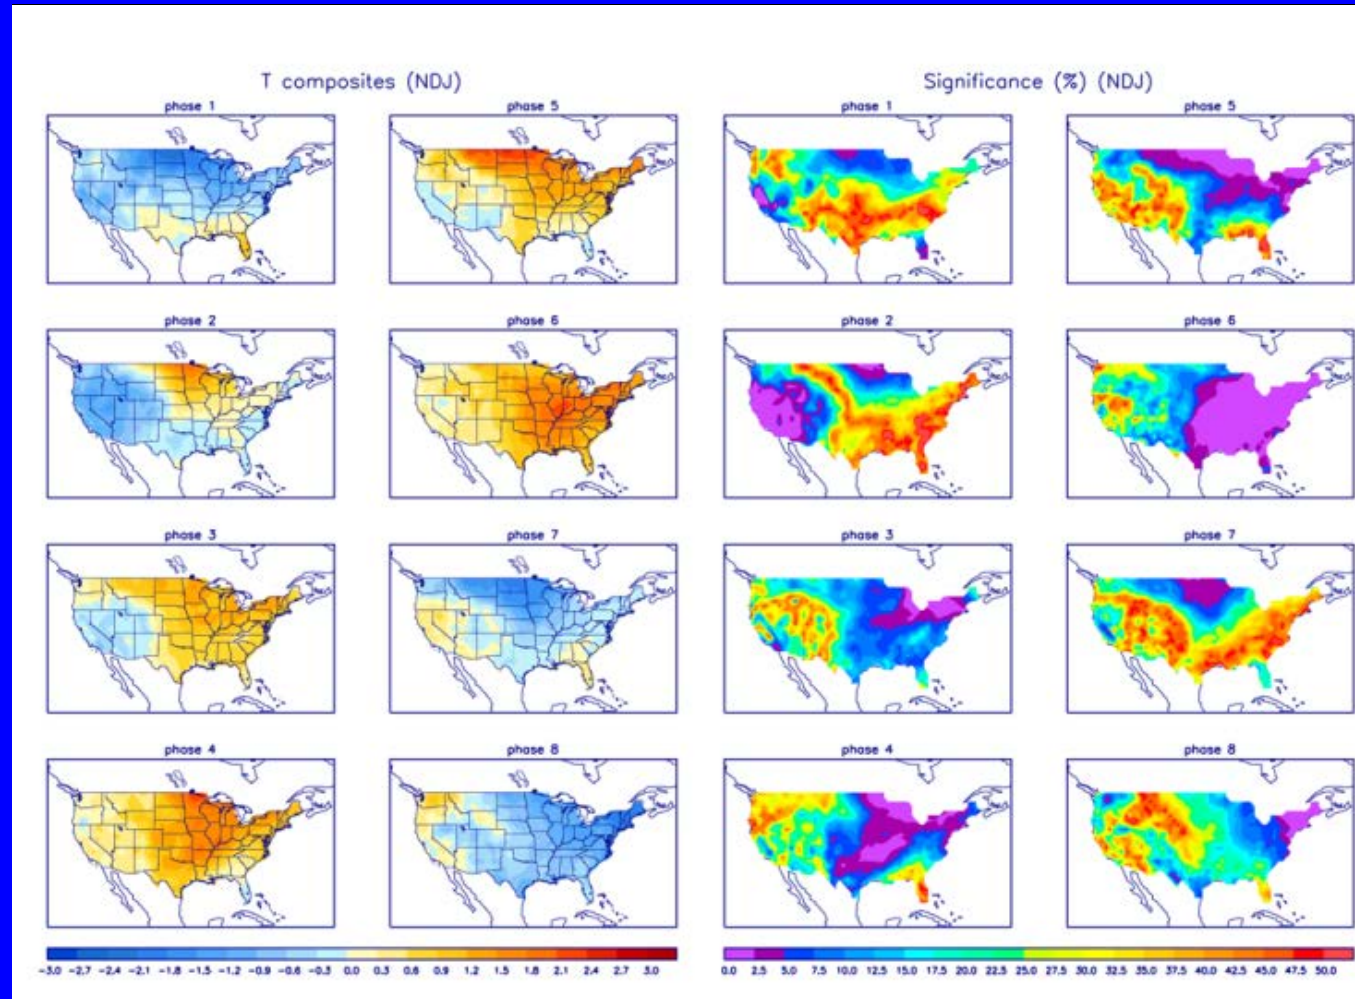 T composites (NDJ)
Significance (%) (NDJ)
phase 1
phase 5
phase 1
phase 5
phase 2
phase 6
phase 2
phase 6
phase 3
phase 7
phase 3
phase 7
phase 4
phase 8
phase 4
phase 8
-3.0 -2.7 -2.4 -2.1 -1.8 -1.5 -1.2 -0.9 -0.6 -0.3 0.0 0.3 0.6 0.9 1.2 1.5 1.8 2.1 2.4 2.7 3.0
0.0 2.5 5.0 7.5 10.0 12.5 15.0 17.5 20.0 22.5 25.0 27.5 30.0 32.5 35.0 37.5 40.0 42.5 45.0 47.5 50.0